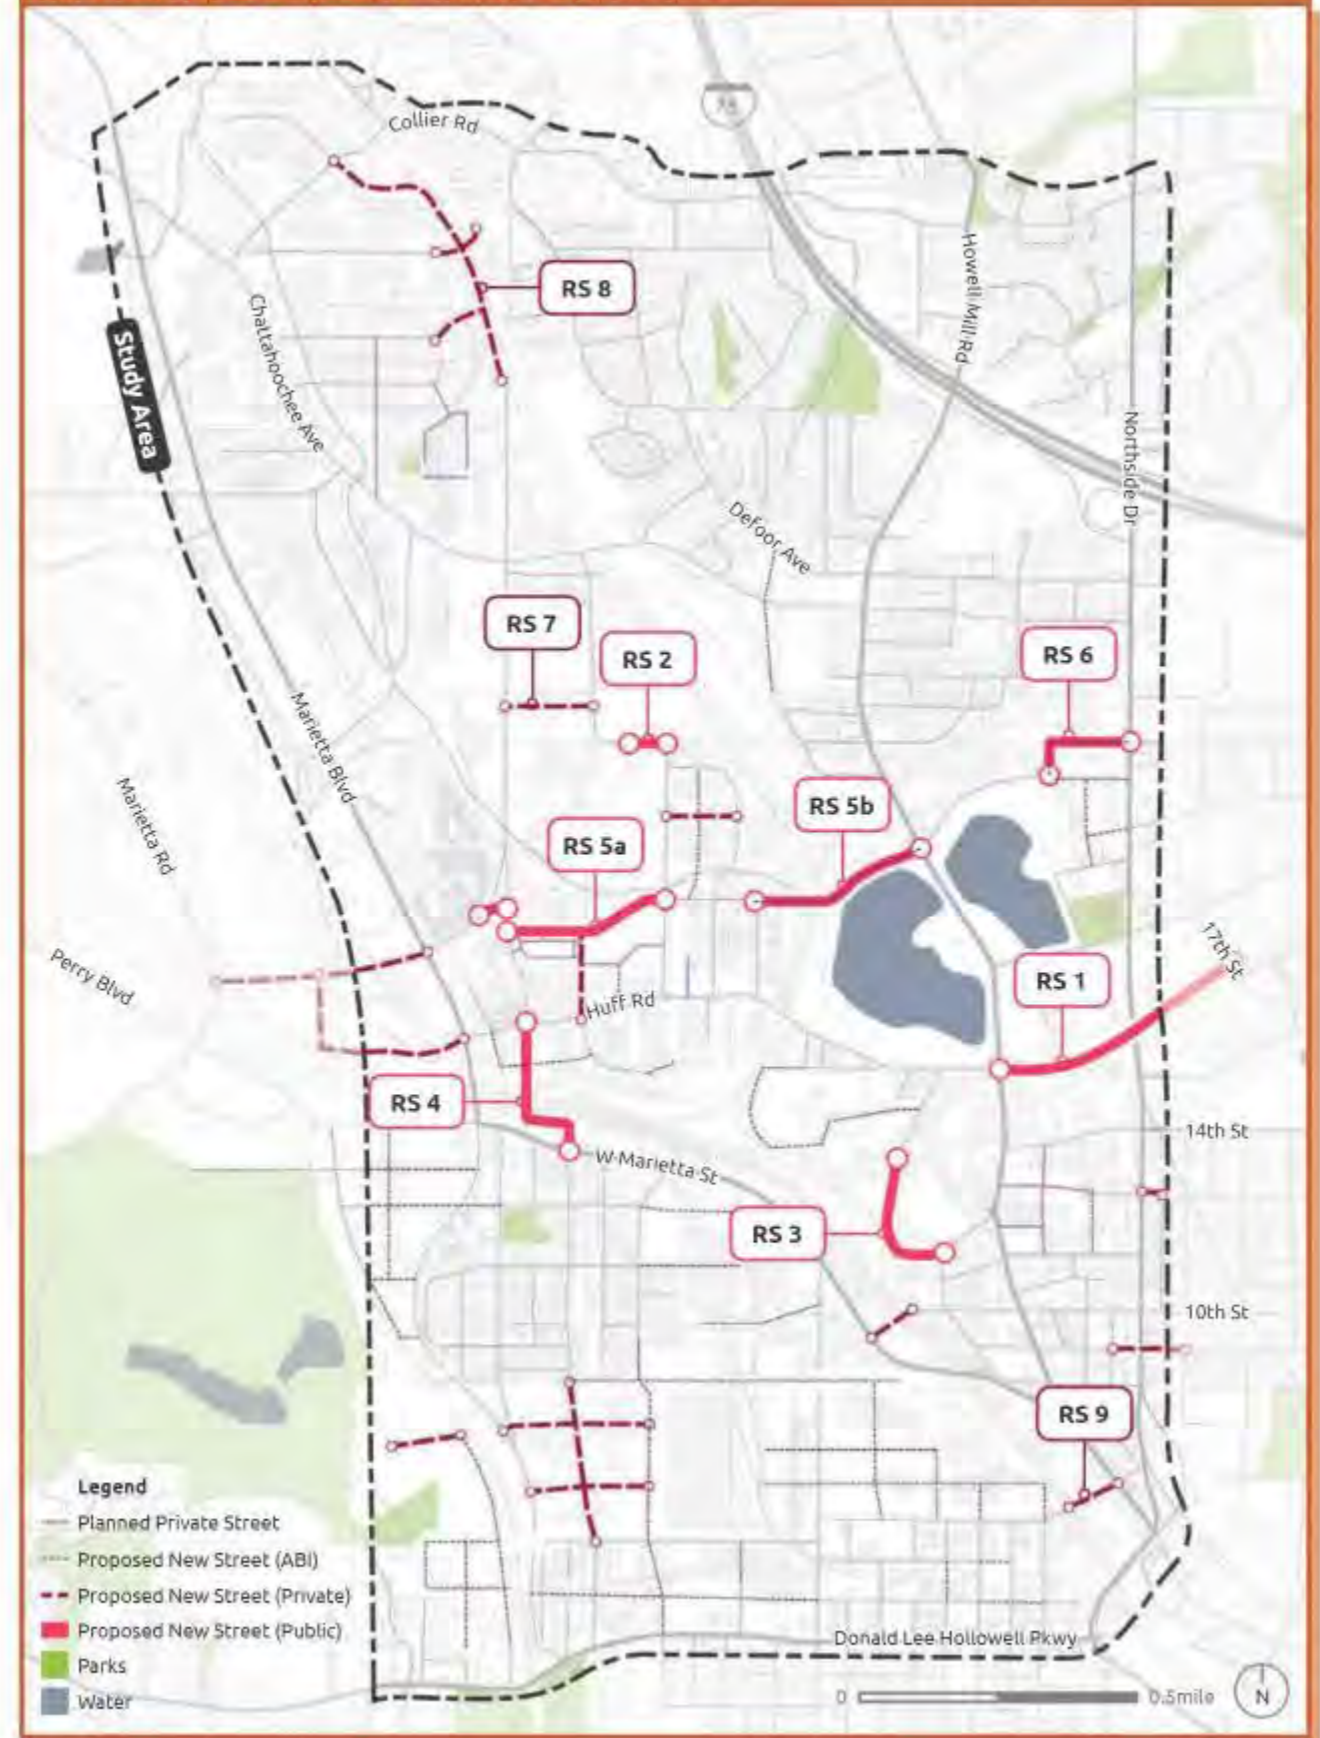 75
Collier Rd
Howell Mill Rd
RS 8
Chattahoochee Ave
Study Area
Northside Dr
DeFoor Ave
RS 7
RS 2
RS 6
Marietta Blvd
Marietta Rd
RS 5b
RS 5a
17th St
Perry Blvd
RS 1
Huff Rd
RS 4
14th St
W Marietta St
RS 3
10th St
RS 9
Legend
Planned Private Street
Proposed New Street (ABI)
Proposed New Street (Private)
Proposed New Street (Public)
Parks
Water
Donald Lee Hollowell Pkwy
0 0.5mile
N